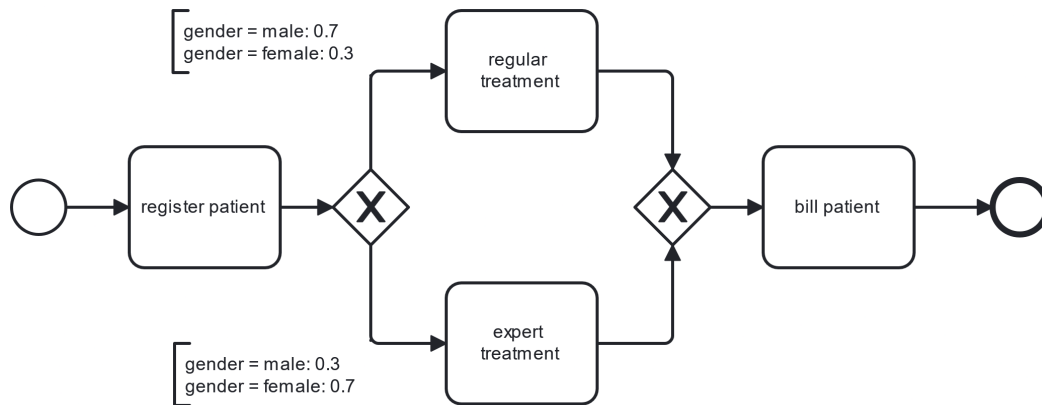 gender = male: 0.7
gender = female: 0.3
regular
treatment
register patient
X
X
bill patient
expert
treatment
gender = male: 0.3
gender = female: 0.7